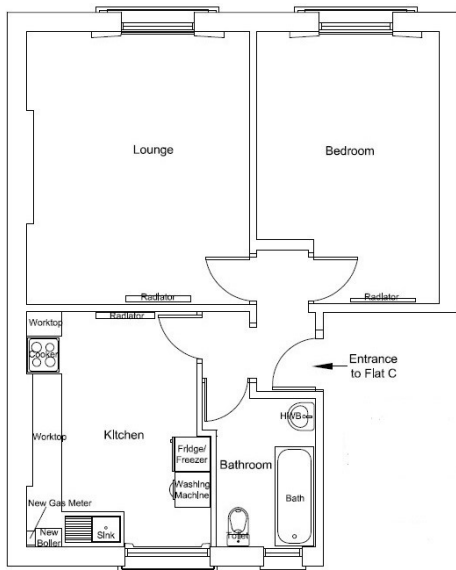 Lounge
Bedroom
Radiator
Radiator
Worktop
Radiator
Cooker
Entrance
to Flat C
Worktop
Kitchen
HWB
Fridge/
Freezer
Bathroom
Washing
Machine
Bath
New Gas Meter
New
Boiler
Sink
Toilet